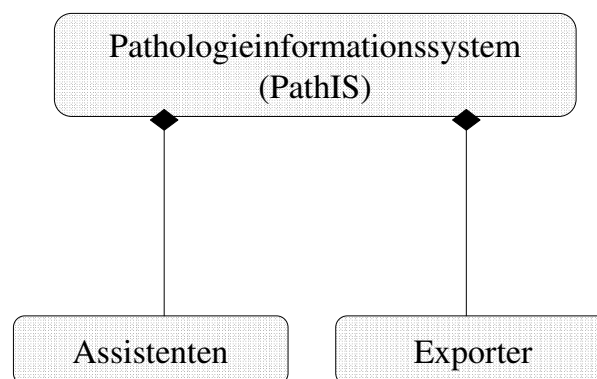 Pathologieinformationssystem
(PathIS)
Assistenten
Exporter